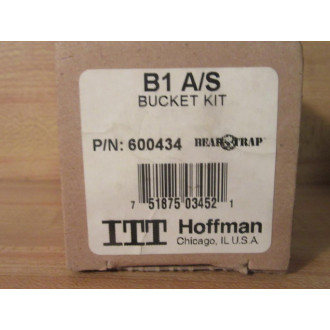 B1 A/S
BUCKET KIT
P/N: 600434 BEAR TRAP
7 51875 03452 1
ITT Hoffman
Chicago, IL U.S.A.